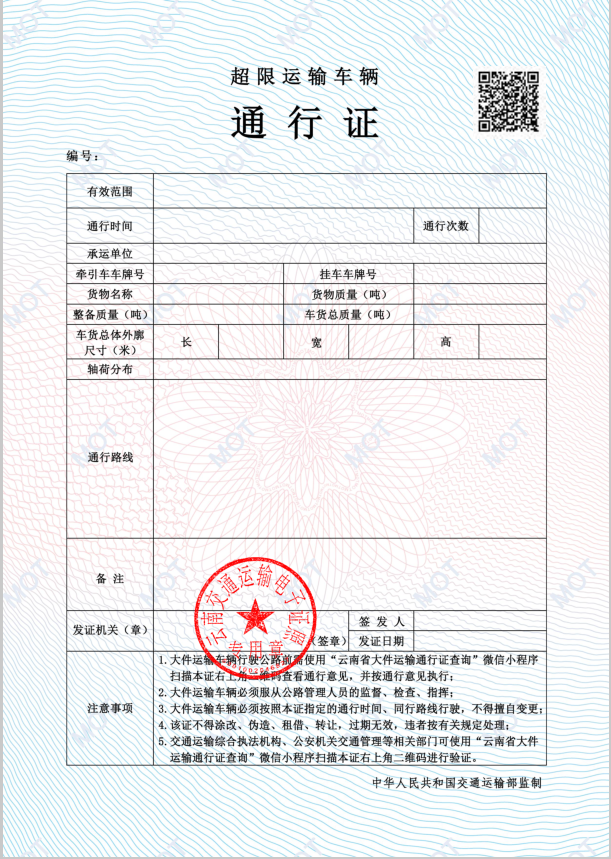 超限运输车辆
通行证
编号：
有效范围
通行时间 通行次数
承运单位
牵引车车牌号 挂车车牌号
货物名称 货物质量（吨）
整备质量（吨） 车货总质量（吨）
车货总体外廓
尺寸（米） 长 宽 高
轴荷分布
通行路线
备 注
云南交通运输电子证照
专用章
发证机关（章） （签章） 签 发 人
发证日期
注意事项
1.大件运输车辆行驶公路前需使用“云南省大件运输通行证查询”微信小程序
扫描本证右上角二维码查看通行意见，并按通行意见执行；
2.大件运输车辆必须服从公路管理人员的监督、检查、指挥；
3.大件运输车辆必须按照本证指定的通行时间、同行路线行驶，不得擅自变更；
4.该证不得涂改、伪造、租借、转让，过期无效，违者按有关规定处理；
5.交通运输综合执法机构、公安机关交通管理等相关部门可使用“云南省大件
运输通行证查询”微信小程序扫描本证右上角二维码进行验证。
中华人民共和国交通运输部监制
MOT